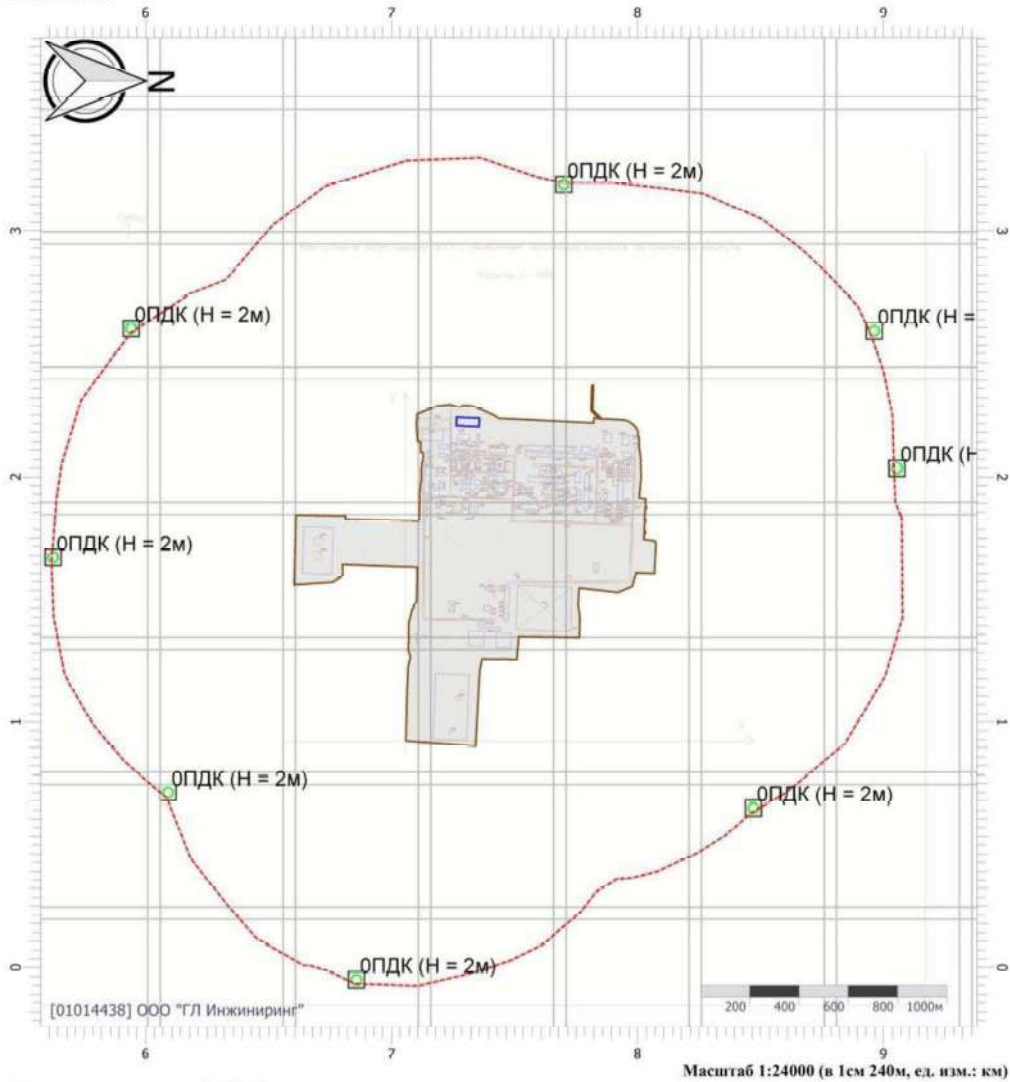 6 7 8 9
N
0ПДК (Н = 2м)
3 3
0ПДК (Н = 2м)
0ПДК (Н =
0ПДК (Н
2 2
0ПДК (Н = 2м)
1 1
0ПДК (Н = 2м)
0ПДК (Н = 2м)
0ПДК (Н = 2м)
0 0
[01014438] ООО "ГЛ Инжиниринг"
200 400 600 800 1000м
6 7 8 9
Масштаб 1:24000 (в 1см 240м, ед. изм.: км)